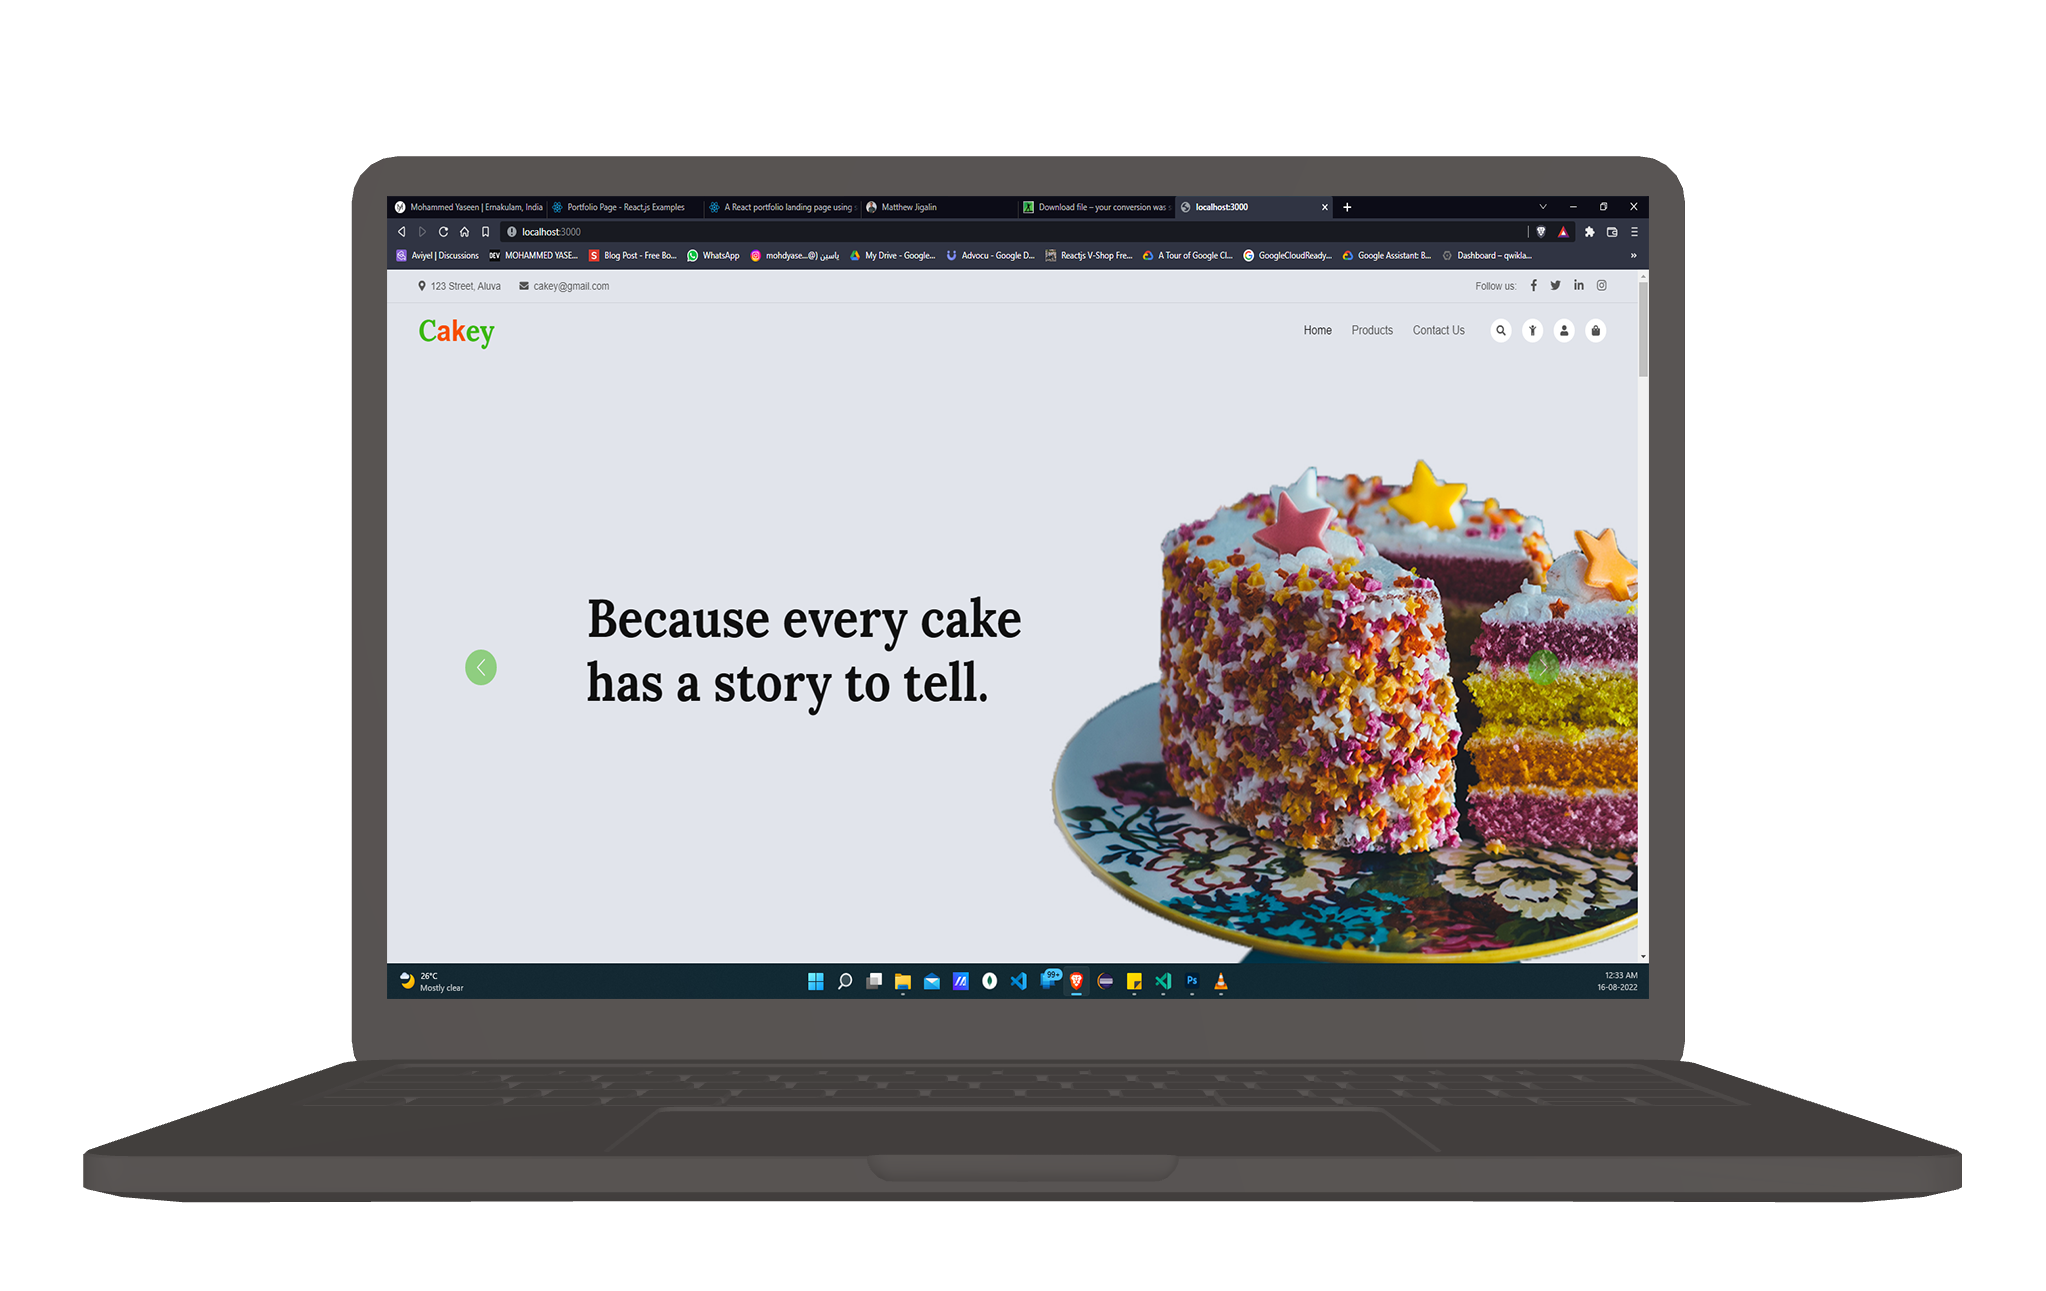 Mohammed Yaseen | Ernakulam, India
Portfolio Page - React.js Examples
A React portfolio landing page using s
Matthew Jigalin
Download file – your conversion was s
localhost:3000
localhost:3000
Aviyel | Discussions
DEV MOHAMMED YASE...
S Blog Post - Free Bo...
WhatsApp
mohdyase...@) ياسين
My Drive - Google...
Advocu - Google D...
Reactjs V-Shop Fre...
A Tour of Google Cl...
GoogleCloudReady...
Google Assistant: B...
Dashboard – qwikla...
123 Street, Aluva
cakey@gmail.com
Follow us:
Cakey
Home
Products
Contact Us
Because every cake
has a story to tell.
26°C
Mostly clear
99+
Ps
12:33 AM
16-08-2022